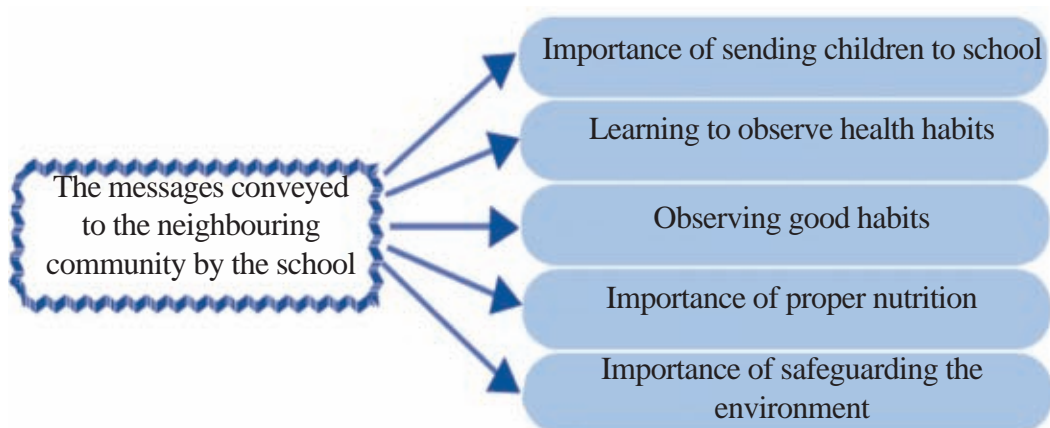 The messages conveyed
to the neighbouring
community by the school
Importance of sending children to school
Learning to observe health habits
Observing good habits
Importance of proper nutrition
Importance of safeguarding the
environment